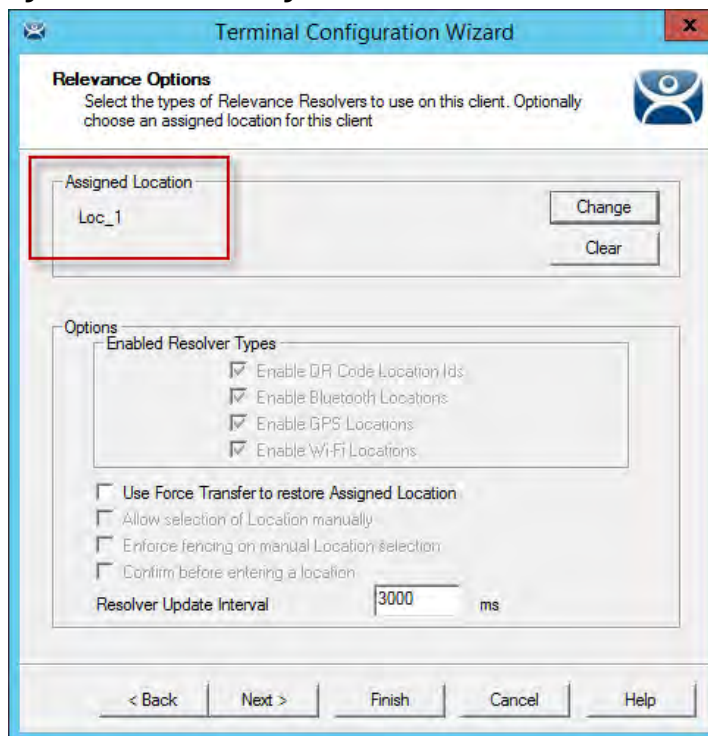 Terminal Configuration Wizard
x
Relevance Options
Select the types of Relevance Resolvers to use on this client. Optionally
choose an assigned location for this client
Assigned Location
Loc_1
Change
Clear
Options
Enabled Resolver Types
Enable QR Code Location Ids
Enable Bluetooth Locations
Enable GPS Locations
Enable Wi-Fi Locations
Use Force Transfer to restore Assigned Location
Allow selection of Location manually
Enforce fencing on manual Location selection
Confirm before entering a location
Resolver Update Interval 3000 ms
< Back Next > Finish Cancel Help